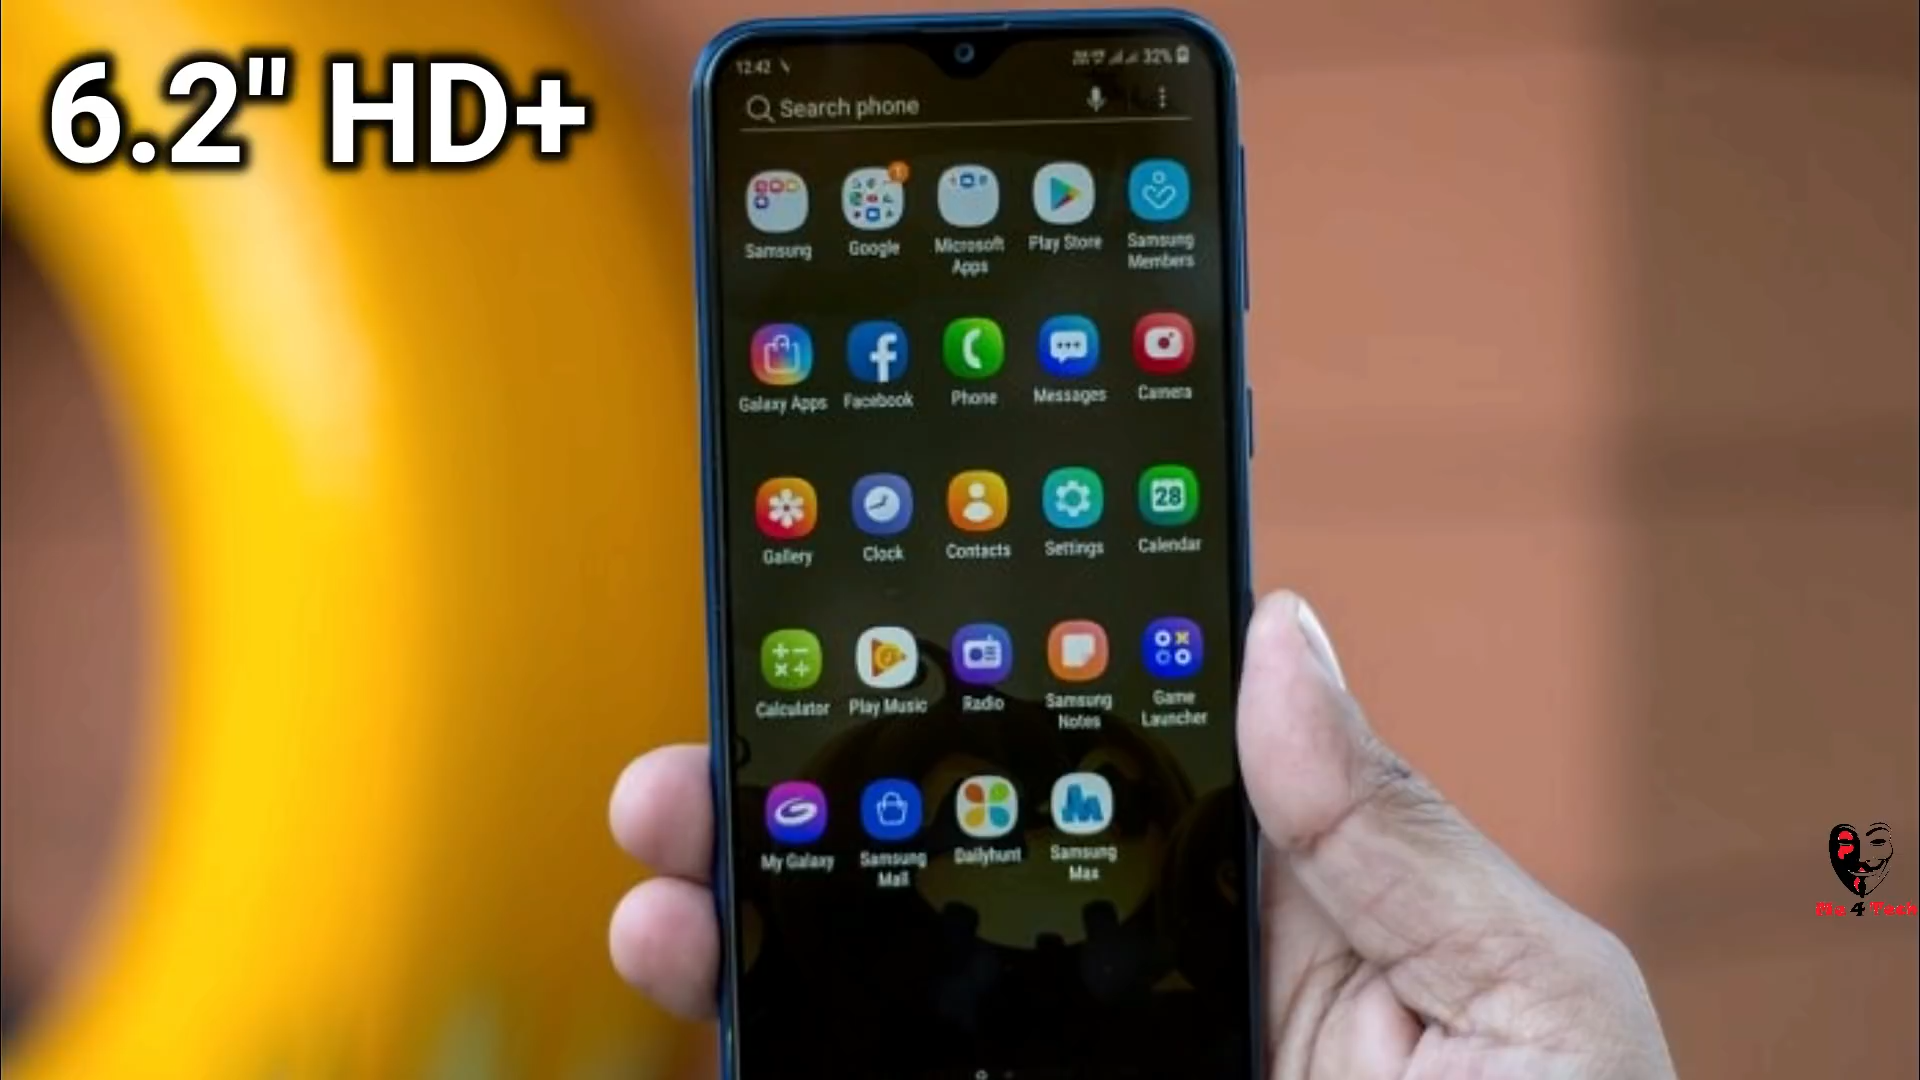 6.2" HD+
12:42
32%
Search phone
Samsung
Google
Microsoft
Apps
Play Store
Samsung
Members
Galaxy Apps
Facebook
Phone
Messages
Camera
28
Gallery
Clock
Contacts
Settings
Calendar
Calculator
Play Music
Radio
Samsung
Notes
Game
Launcher
My Galaxy
Samsung
Mall
Dailyhunt
Samsung
Max
4 Tech